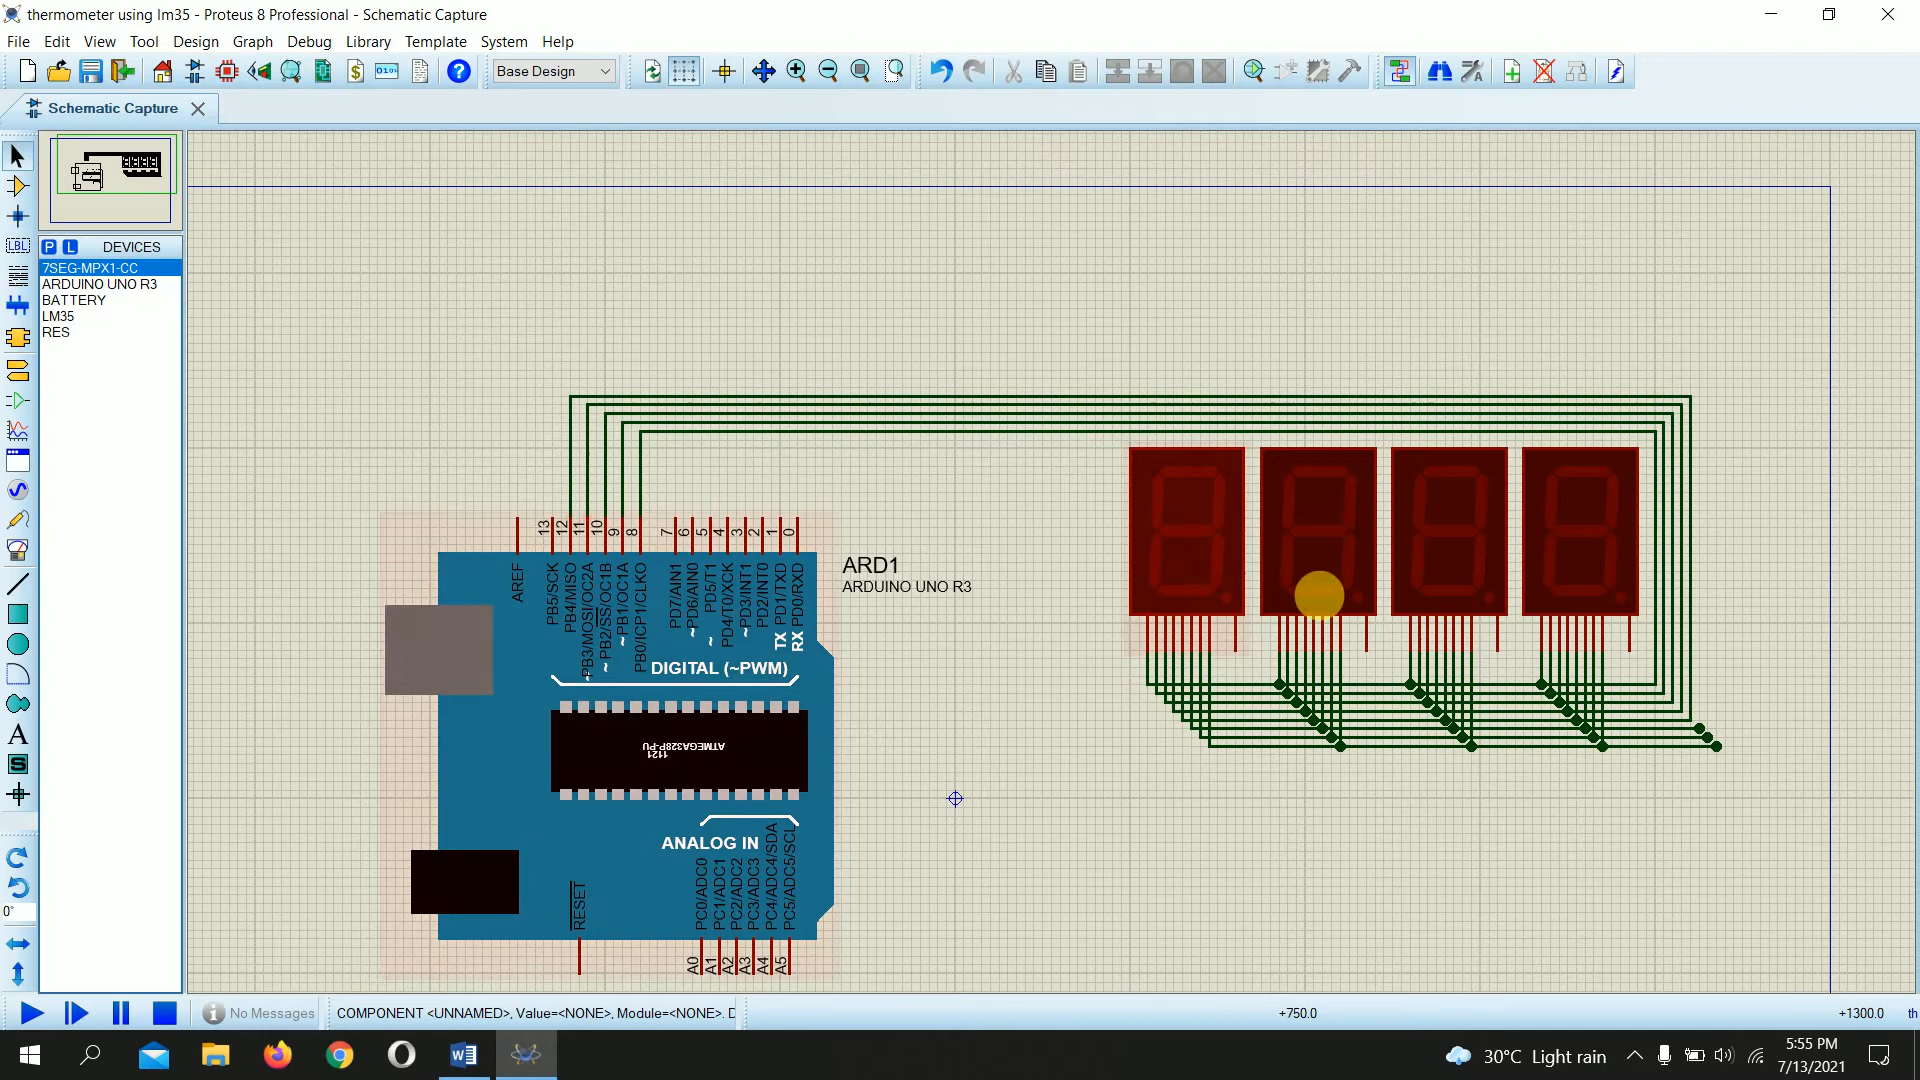 thermometer using lm35 - Proteus 8 Professional - Schematic Capture
File Edit View Tool Design Graph Debug Library Template System Help
Base Design
Schematic Capture
P L DEVICES
7SEG-MPX1-CC
ARDUINO UNO R3
BATTERY
LM35
RES
LBL
A
S
0°
AREF
13
12
11
10
9
8
7
6
5
4
3
2
1
0
PB5/SCK
PB4/MISO
PB3/MOSI/OC2A
PB2/SS/OC1B
PB1/OC1A
PB0/ICP1/CLKO
PD7/AIN1
PD6/AIN0
PD5/T1
PD4/T0/XCK
PD3/INT1
PD2/INT0
PD1/TXD
PD0/RXD
~ ~ ~ ~ ~ ~
TX
RX
ARD1
ARDUINO UNO R3
DIGITAL (~PWM)
ATMEGA328P-PU
1121
ANALOG IN
RESET
PC0/ADC0
PC1/ADC1
PC2/ADC2
PC3/ADC3
PC4/ADC4/SDA
PC5/ADC5/SCL
A0
A1
A2
A3
A4
A5
No Messages
COMPONENT <UNNAMED>, Value=<NONE>, Module=<NONE>. D
+750.0
+1300.0
th
30°C Light rain
5:55 PM
7/13/2021